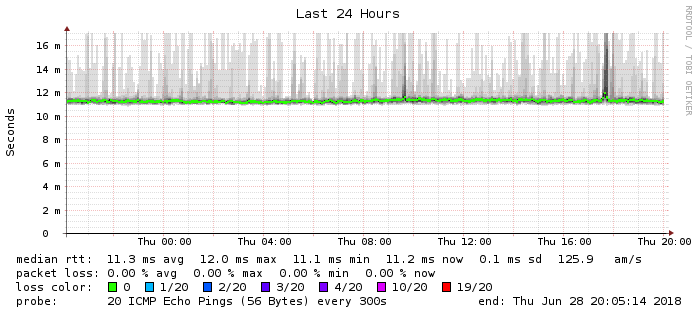 Last 24 Hours
RRDTOOL / TOBI OETIKER
Seconds
16 m
14 m
12 m
10 m
8 m
6 m
4 m
2 m
0
Thu 00:00 Thu 04:00 Thu 08:00 Thu 12:00 Thu 16:00 Thu 20:00
median rtt: 11.3 ms avg 12.0 ms max 11.1 ms min 11.2 ms now 0.1 ms sd 125.9 am/s
packet loss: 0.00 % avg 0.00 % max 0.00 % min 0.00 % now
loss color: 0 1/20 2/20 3/20 4/20 10/20 19/20
probe: 20 ICMP Echo Pings (56 Bytes) every 300s end: Thu Jun 28 20:05:14 2018